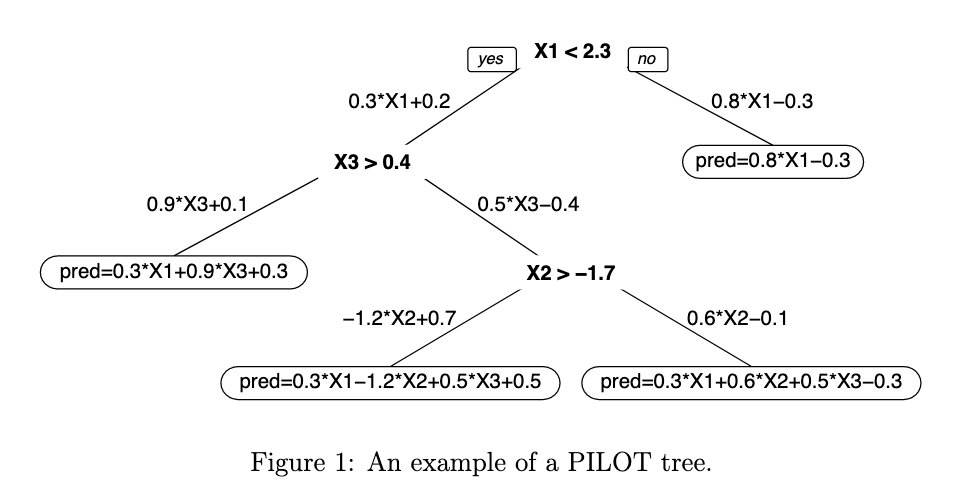 X1 < 2.3
yes
no
0.3*X1+0.2
0.8*X1−0.3
X3 > 0.4
pred=0.8*X1−0.3
0.9*X3+0.1
0.5*X3−0.4
pred=0.3*X1+0.9*X3+0.3
X2 > −1.7
−1.2*X2+0.7
0.6*X2−0.1
pred=0.3*X1−1.2*X2+0.5*X3+0.5
pred=0.3*X1+0.6*X2+0.5*X3−0.3
Figure 1: An example of a PILOT tree.